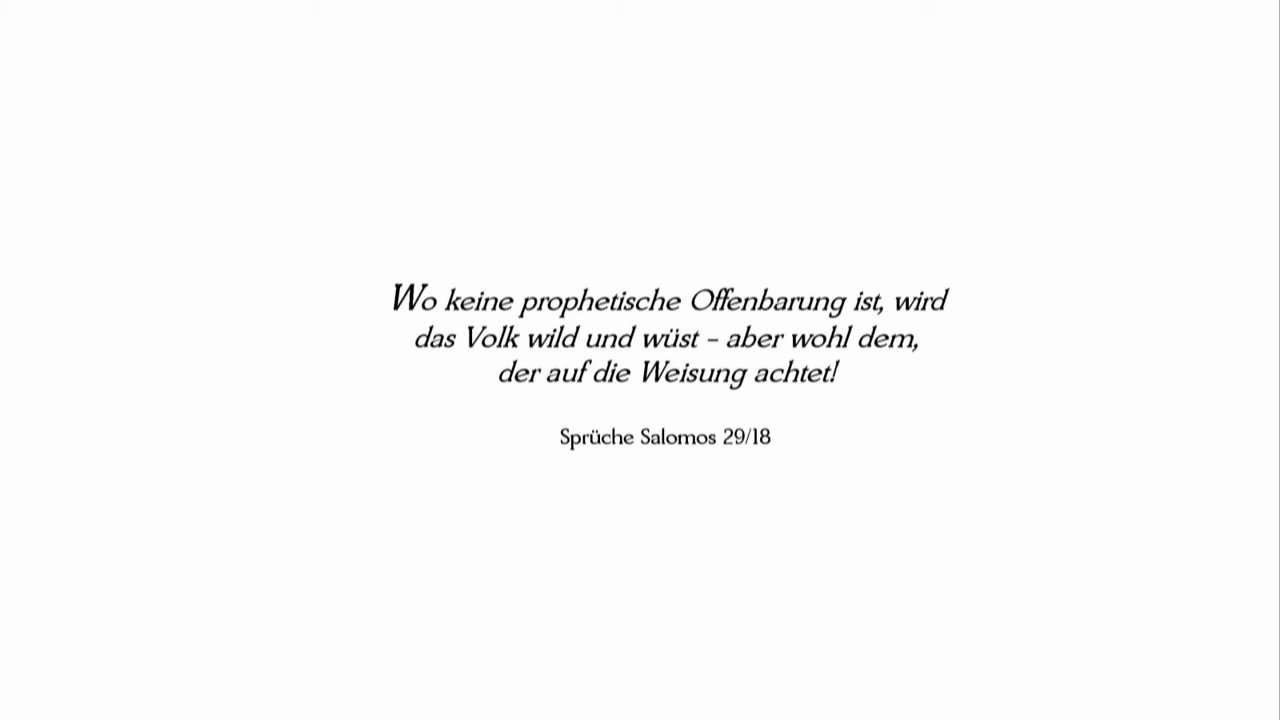 Wo keine prophetische Offenbarung ist, wird
das Volk wild und wüst – aber wohl dem,
der auf die Weisung achtet!
Sprüche Salomos 29/18